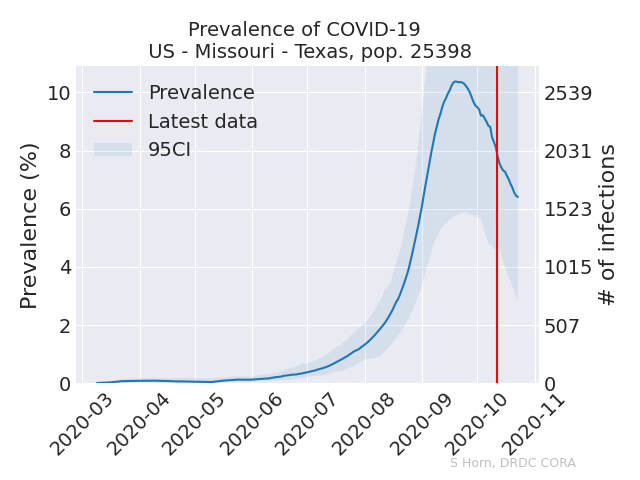 Prevalence of COVID-19
US - Missouri - Texas, pop. 25398
Prevalence
Latest data
95CI
Prevalence (%)
10
8
6
4
2
0
# of infections
2539
2031
1523
1015
507
0
2020-03
2020-04
2020-05
2020-06
2020-07
2020-08
2020-09
2020-10
2020-11
S Horn, DRDC CORA